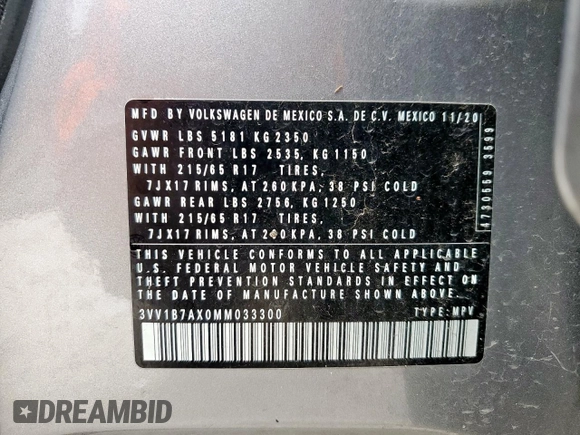 MFD BY VOLKSWAGEN DE MEXICO S.A. DE C.V. MEXICO 11/20
GVWR LBS 5181 KG 2350
GAWR FRONT LBS 2535, KG 1150
WITH 215/65 R17 TIRES,
7JX17 RIMS, AT 260KPA, 38 PSI COLD
GAWR REAR LBS 2756, KG 1250
WITH 215/65 R17 TIRES,
7JX17 RIMS, AT 260KPA, 38 PSI COLD
THIS VEHICLE CONFORMS TO ALL APPLICABLE
U.S. FEDERAL MOTOR VEHICLE SAFETY AND
THEFT PREVENTION STANDARDS IN EFFECT ON
THE DATE OF MANUFACTURE SHOWN ABOVE.
3VV1B7AX0MM033300 TYPE: MPV
4730559 3599
DREAMBID